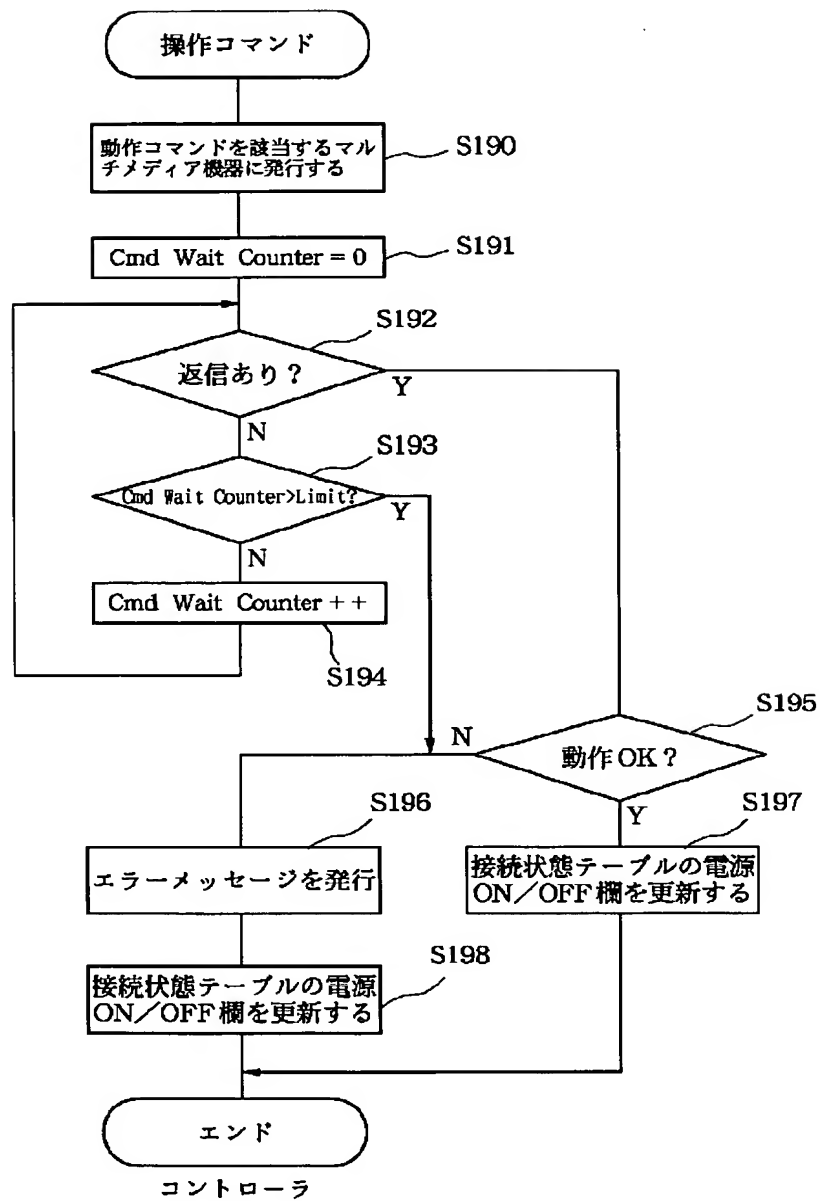 操作コマンド
動作コマンドを該当するマル
チメディア機器に発行する
S190
Cmd Wait Counter = 0
S191
S192
返信あり？
Y
N
S193
Cmd Wait Counter>Limit?
Y
N
Cmd Wait Counter + +
S194
S195
N
動作OK？
Y
S196
エラーメッセージを発行
S197
接続状態テーブルの電源
ON／OFF欄を更新する
S198
接続状態テーブルの電源
ON／OFF欄を更新する
エンド
コントローラ